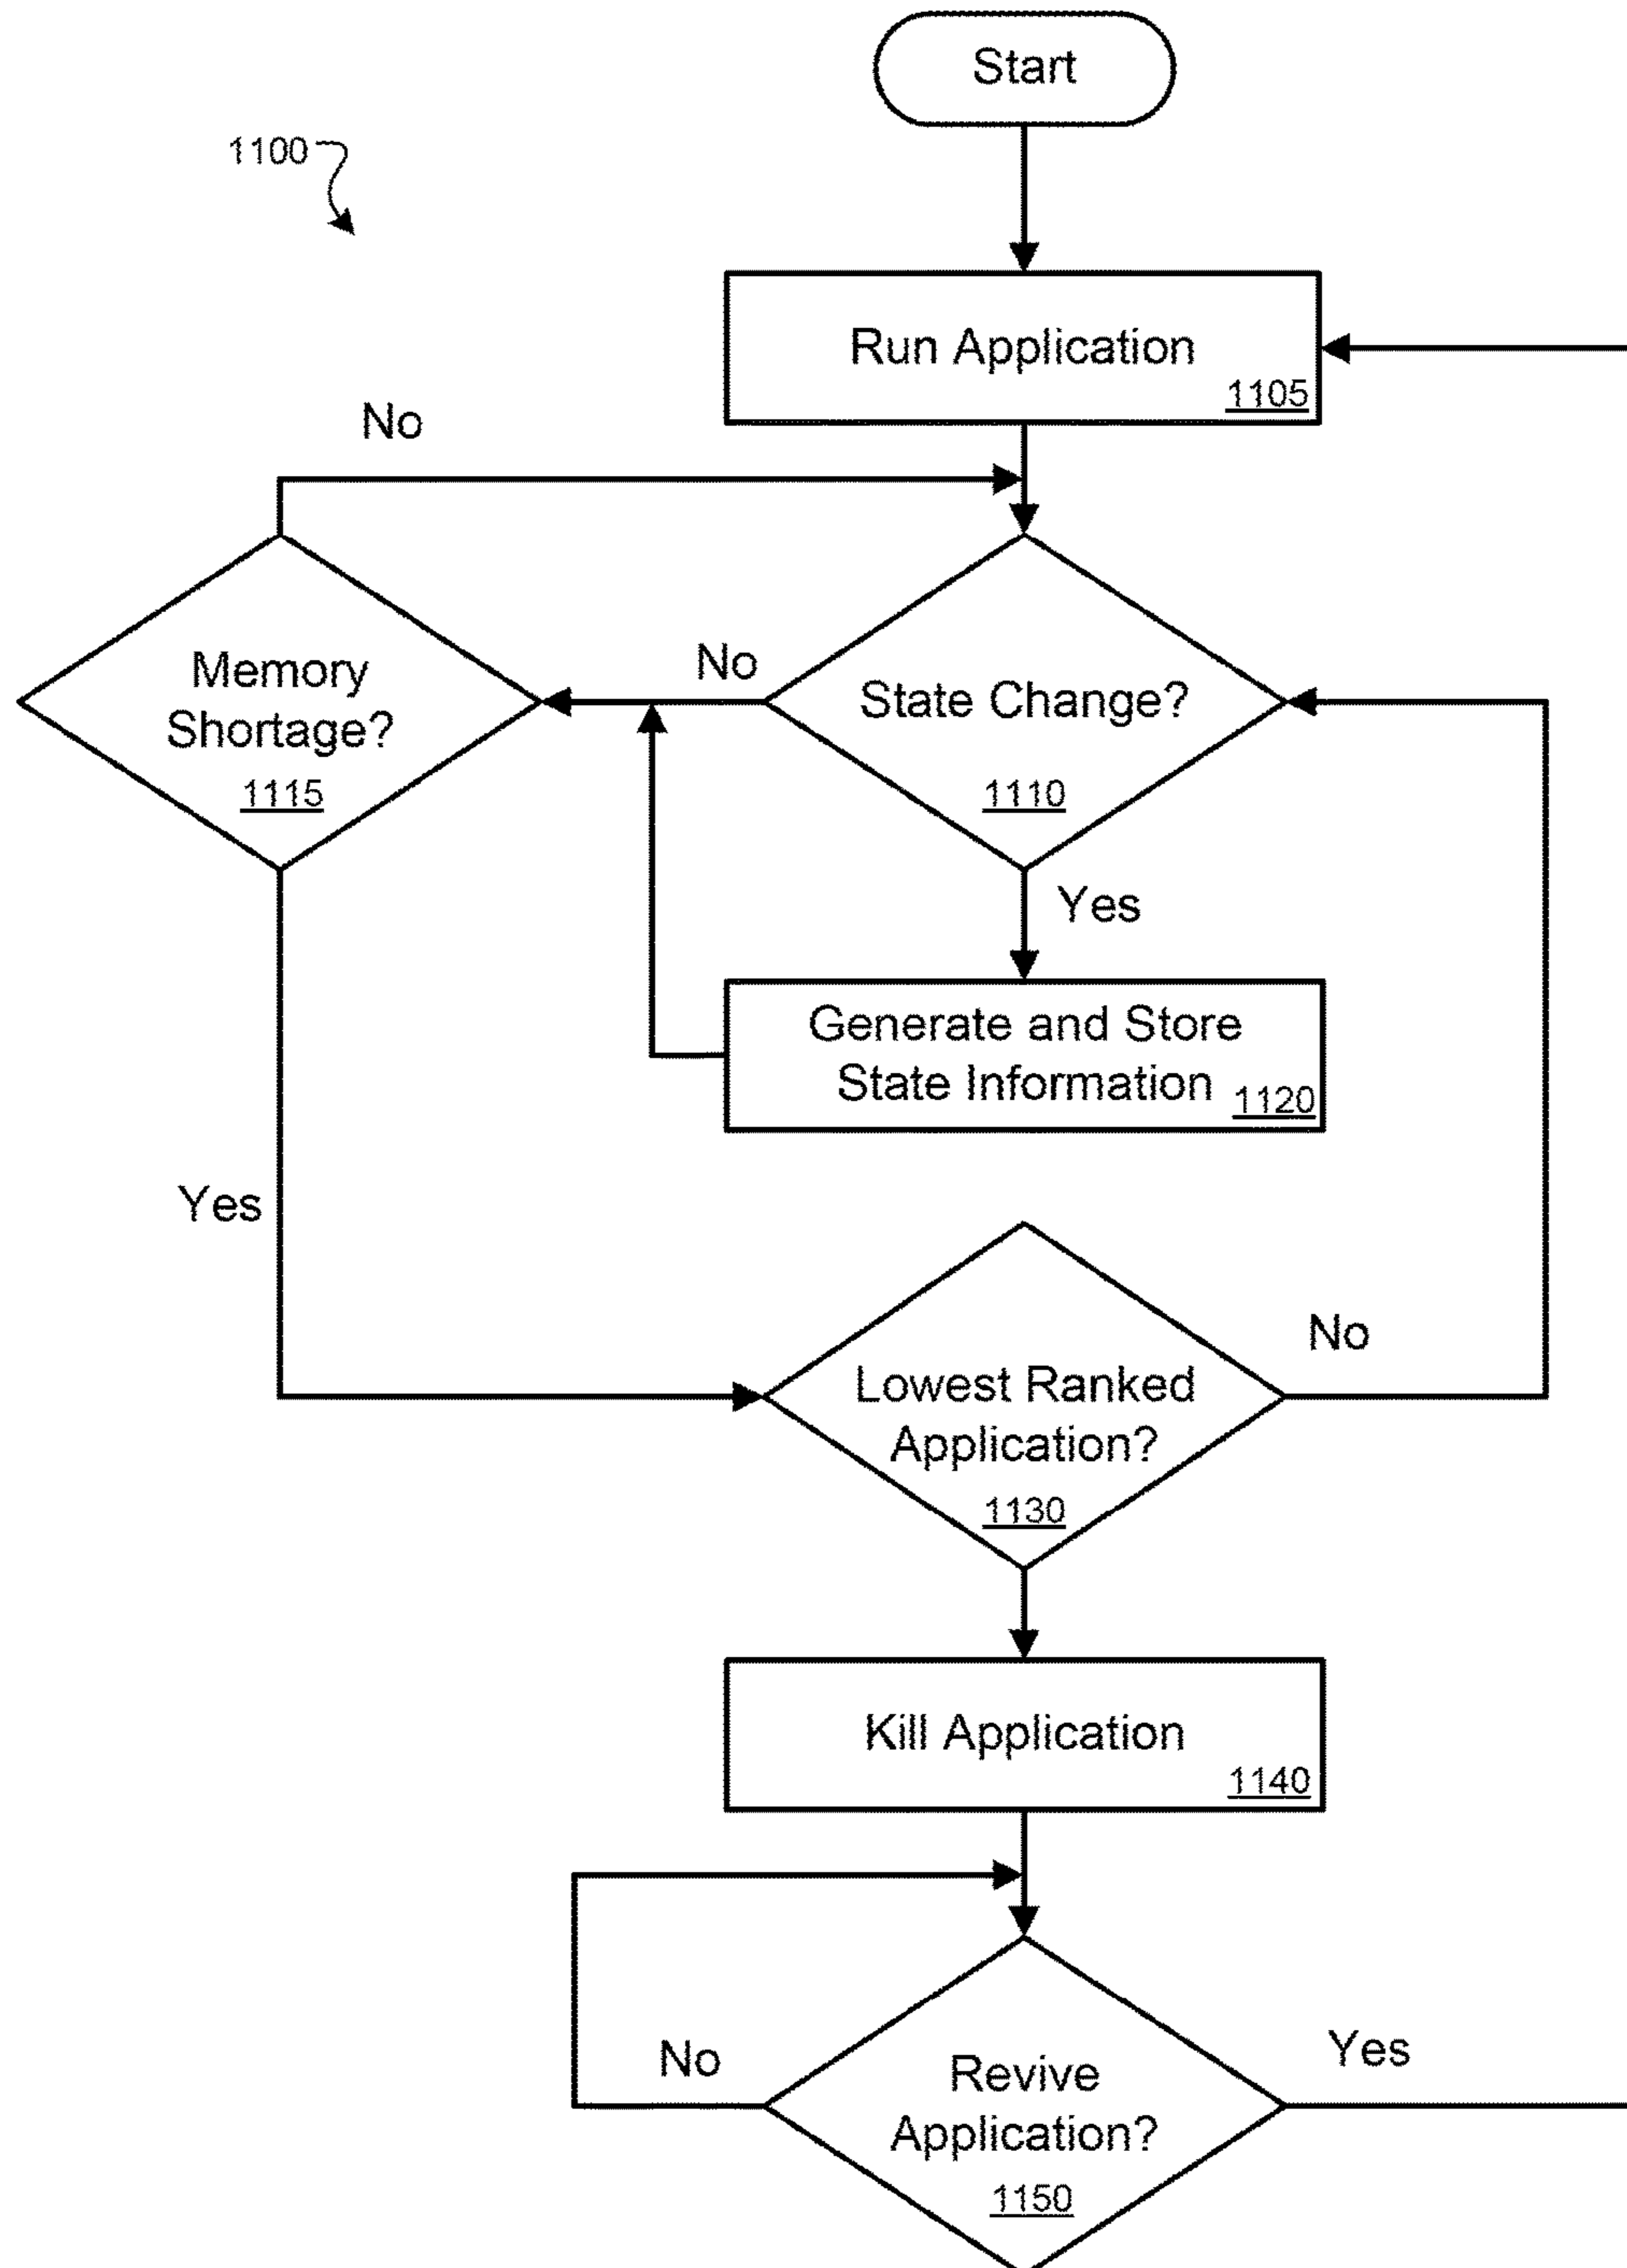 Start
1100
Run Application
1105
No
Memory
Shortage?
1115
No
State Change?
1110
Yes
Generate and Store
State Information
1120
Yes
Lowest Ranked
Application?
1130
No
Kill Application
1140
No
Revive
Application?
1150
Yes